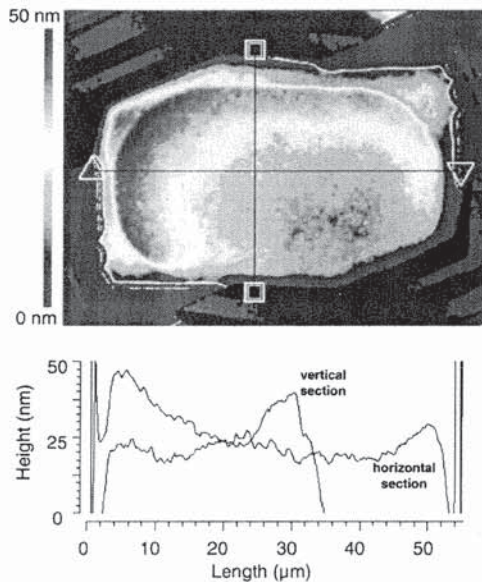 50 nm
0 nm
50
25
0
Height (nm)
vertical
section
horizontal
section
0 10 20 30 40 50
Length (µm)